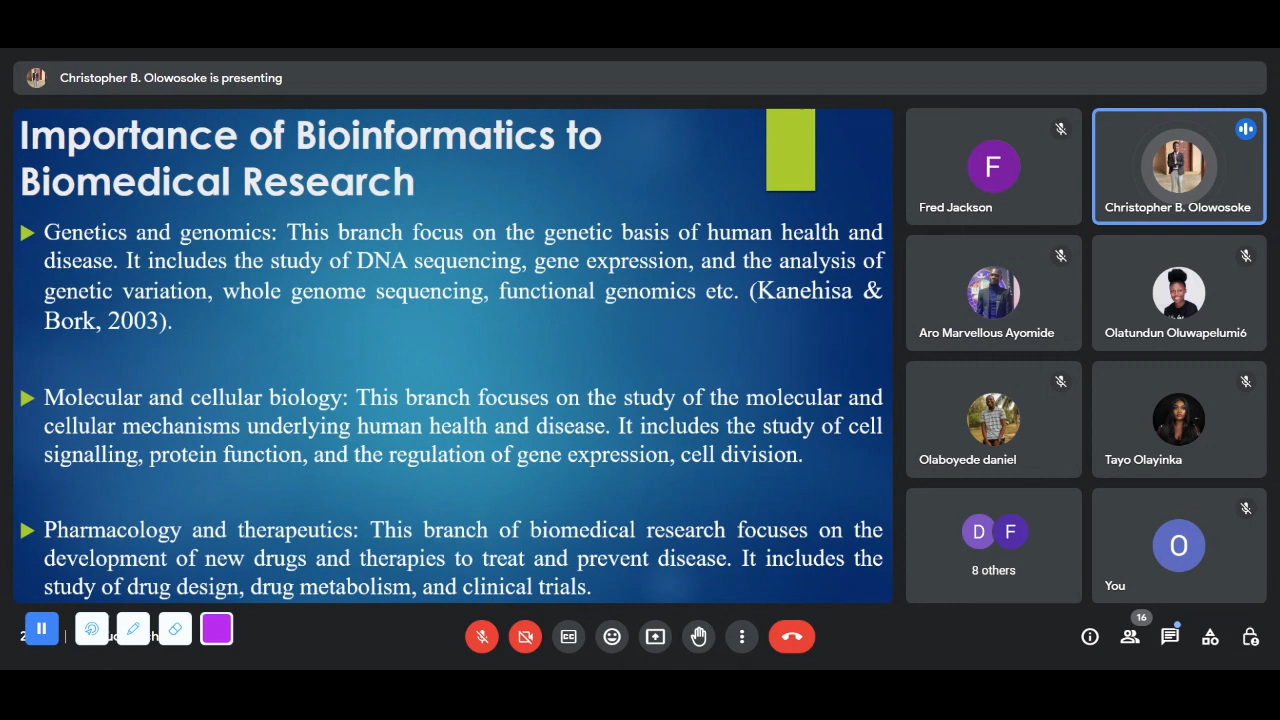 Christopher B. Olowosoke is presenting
Importance of Bioinformatics to
Biomedical Research
Genetics and genomics: This branch focus on the genetic basis of human health and
disease. It includes the study of DNA sequencing, gene expression, and the analysis of
genetic variation, whole genome sequencing, functional genomics etc. (Kanehisa &
Bork, 2003).
Molecular and cellular biology: This branch focuses on the study of the molecular and
cellular mechanisms underlying human health and disease. It includes the study of cell
signalling, protein function, and the regulation of gene expression, cell division.
Pharmacology and therapeutics: This branch of biomedical research focuses on the
development of new drugs and therapies to treat and prevent disease. It includes the
study of drug design, drug metabolism, and clinical trials.
F
Fred Jackson
Christopher B. Olowosoke
Aro Marvellous Ayomide
Olatundun Oluwapelumi6
Olaboyede daniel
Tayo Olayinka
D F
8 others
O
You
CC
16